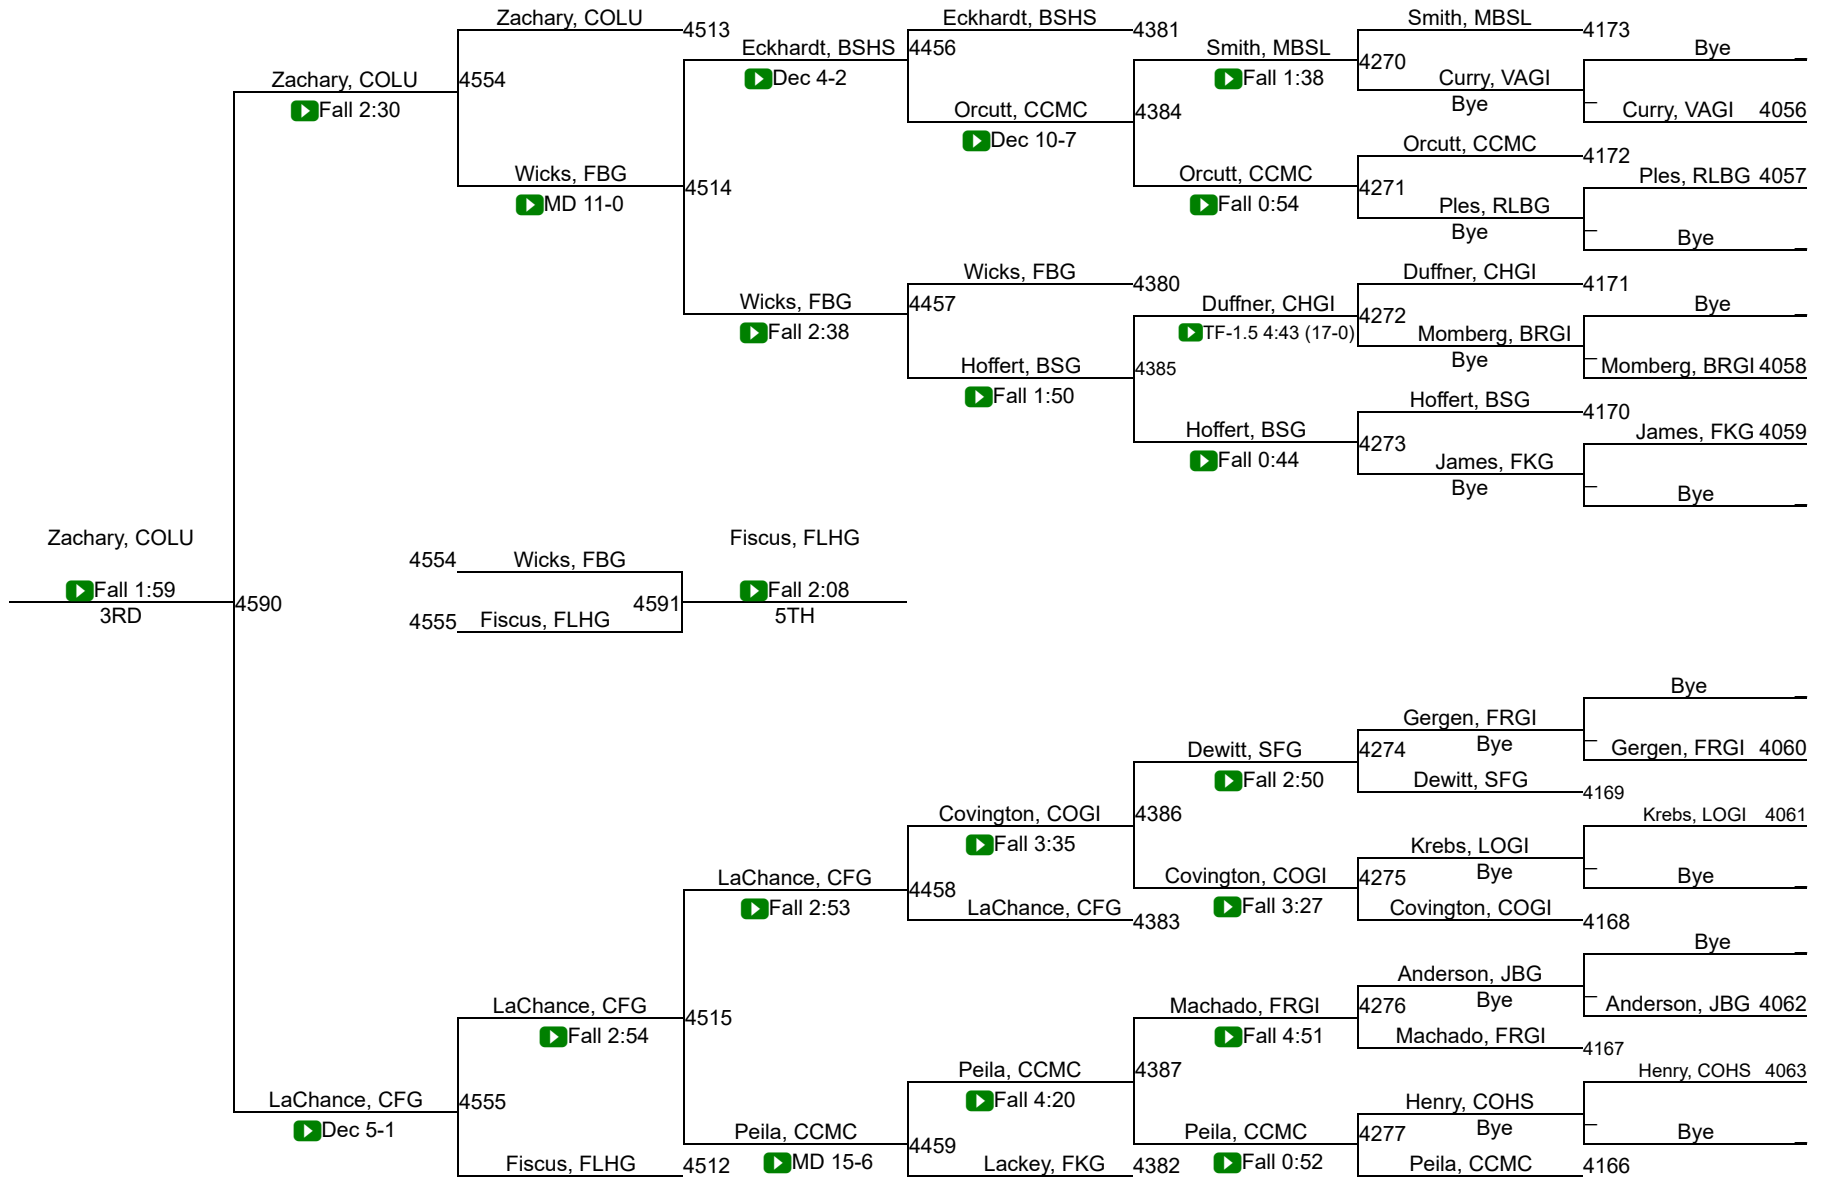 Zachary, COLU
4513
Eckhardt, BSHS
4381
Smith, MBSL
4173
Bye
Eckhardt, BSHS
4456
Smith, MBSL
4270
Zachary, COLU
4554
Dec 4-2
Fall 1:38
Curry, VAGI
Bye
Fall 2:30
Orcutt, CCMC
4384
Curry, VAGI 4056
Dec 10-7
Orcutt, CCMC
4172
Wicks, FBG
4514
Orcutt, CCMC
4271
Ples, RLBG 4057
MD 11-0
Fall 0:54
Ples, RLBG
Bye
Bye
Wicks, FBG
4380
Duffner, CHGI
4171
Wicks, FBG
4457
Duffner, CHGI
4272
Bye
Fall 2:38
TF-1.5 4:43 (17-0)
Momberg, BRGI
Bye
Hoffert, BSG
4385
Momberg, BRGI 4058
Fall 1:50
Hoffert, BSG
4170
Hoffert, BSG
4273
James, FKG 4059
Fall 0:44
James, FKG
Bye
Bye
Zachary, COLU
Fiscus, FLHG
4554
Wicks, FBG
Fall 1:59
4590
4591
Fall 2:08
3RD
4555
Fiscus, FLHG
5TH
Bye
Gergen, FRGI
Bye
Dewitt, SFG
4274
Gergen, FRGI 4060
Fall 2:50
Dewitt, SFG
4169
Covington, COGI
4386
Krebs, LOGI 4061
Fall 3:35
Krebs, LOGI
Bye
LaChance, CFG
4458
Covington, COGI
4275
Bye
Fall 2:53
LaChance, CFG
4383
Fall 3:27
Covington, COGI
4168
Bye
Anderson, JBG
Bye
LaChance, CFG
4515
Machado, FRGI
4276
Anderson, JBG 4062
Fall 2:54
Fall 4:51
Machado, FRGI
4167
Peila, CCMC
4387
Henry, COHS 4063
LaChance, CFG
4555
Fall 4:20
Henry, COHS
Bye
Dec 5-1
Peila, CCMC
4459
Peila, CCMC
4277
Bye
Fiscus, FLHG
4512
MD 15-6
Lackey, FKG
4382
Fall 0:52
Peila, CCMC
4166